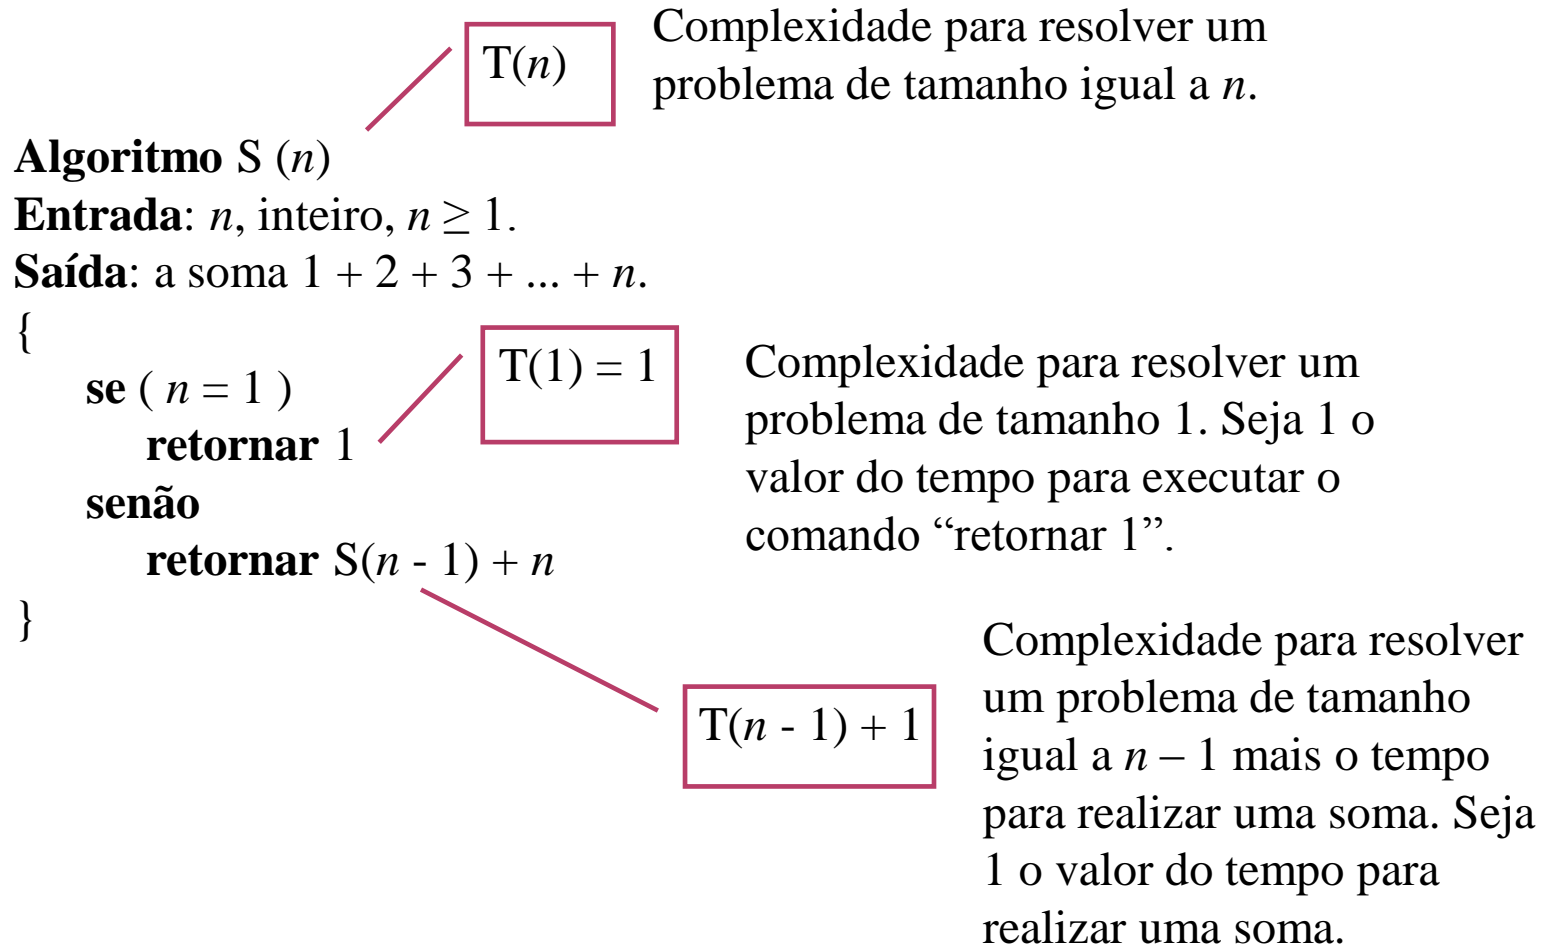 T(n)
Complexidade para resolver um
problema de tamanho igual a n.
Algoritmo S (n)
Entrada: n, inteiro, n ≥ 1.
Saída: a soma 1 + 2 + 3 + ... + n.
{
se ( n = 1 )
retornar 1
senão
retornar S(n - 1) + n
}
T(1) = 1
Complexidade para resolver um
problema de tamanho 1. Seja 1 o
valor do tempo para executar o
comando “retornar 1”.
T(n - 1) + 1
Complexidade para resolver
um problema de tamanho
igual a n – 1 mais o tempo
para realizar uma soma. Seja
1 o valor do tempo para
realizar uma soma.